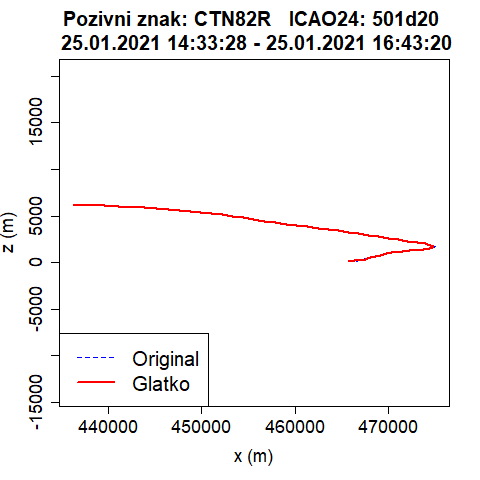 Pozivni znak: CTN82R   ICAO24: 501d20
25.01.2021 14:33:28 - 25.01.2021 16:43:20
z (m)
15000
5000
0
-5000
-15000
Original
Glatko
440000 450000 460000 470000
x (m)